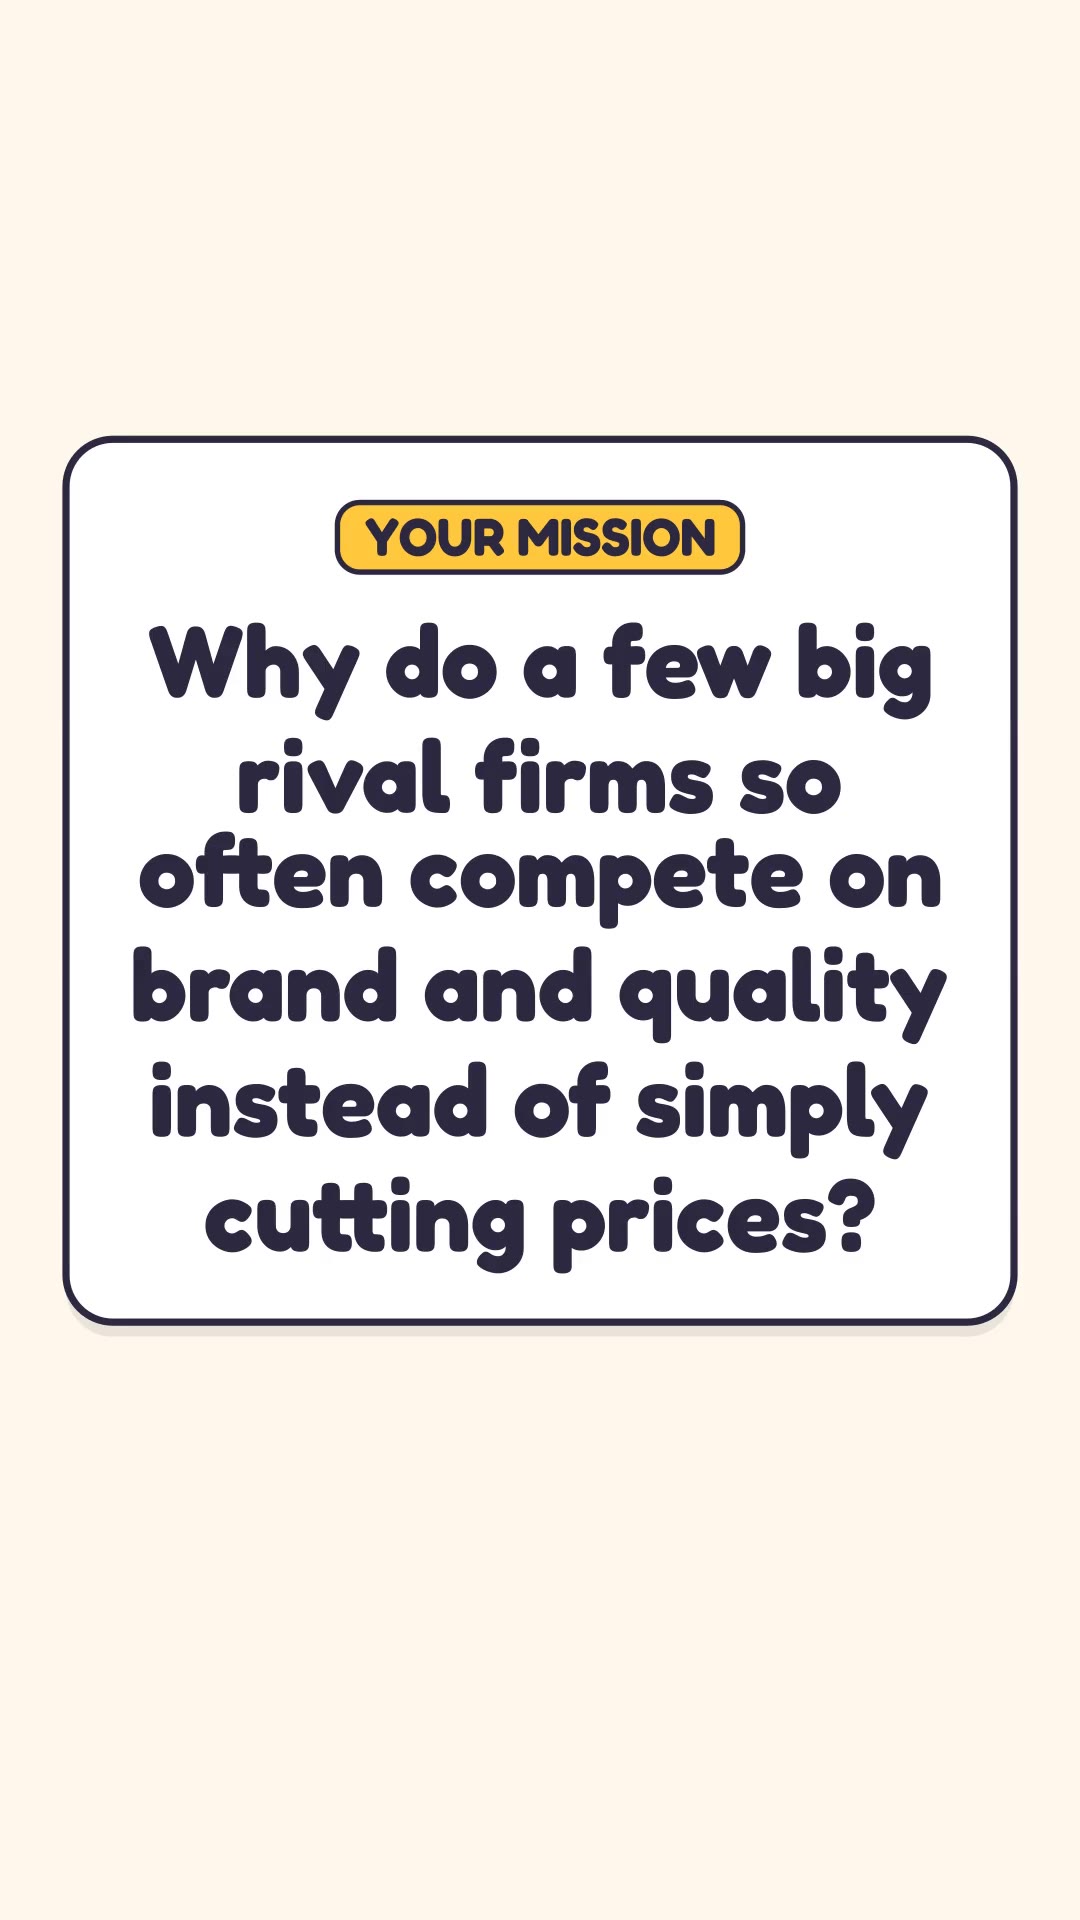 YOUR MISSION
Why do a few big
rival firms so
often compete on
brand and quality
instead of simply
cutting prices?